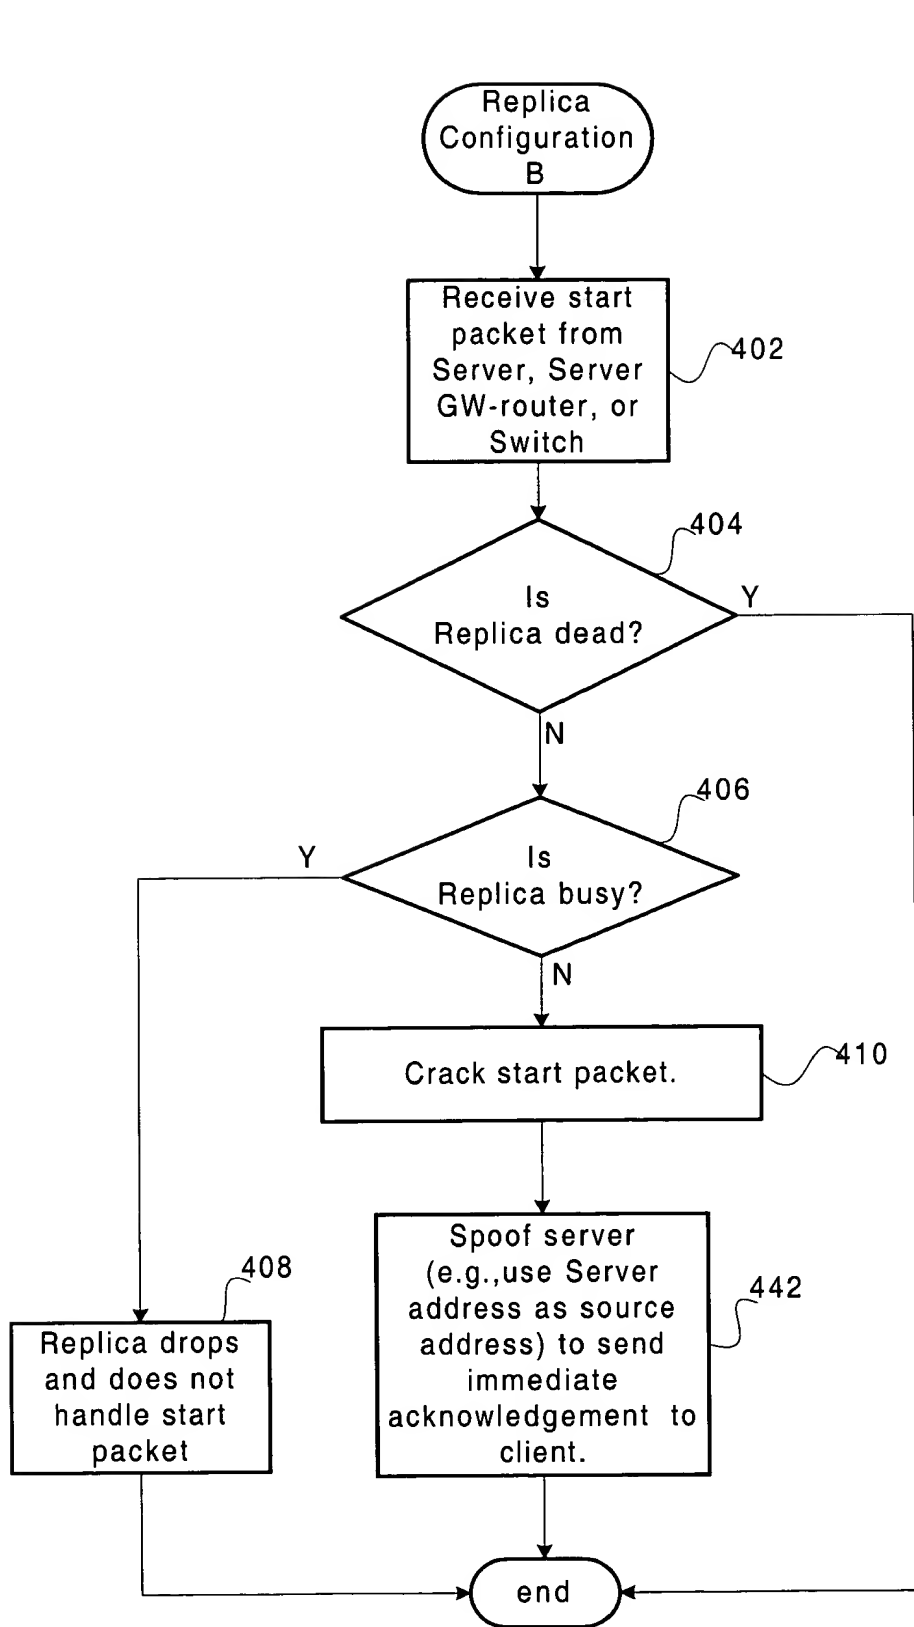 Replica
Configuration
B
Receive start
packet from
Server, Server
GW-router, or
Switch
402
404
Is
Replica dead?
Y
N
406
Is
Replica busy?
Y
N
Crack start packet.
410
Spoof server
(e.g.,use Server
address as source
address) to send
immediate
acknowledgement to
client.
442
408
Replica drops
and does not
handle start
packet
end